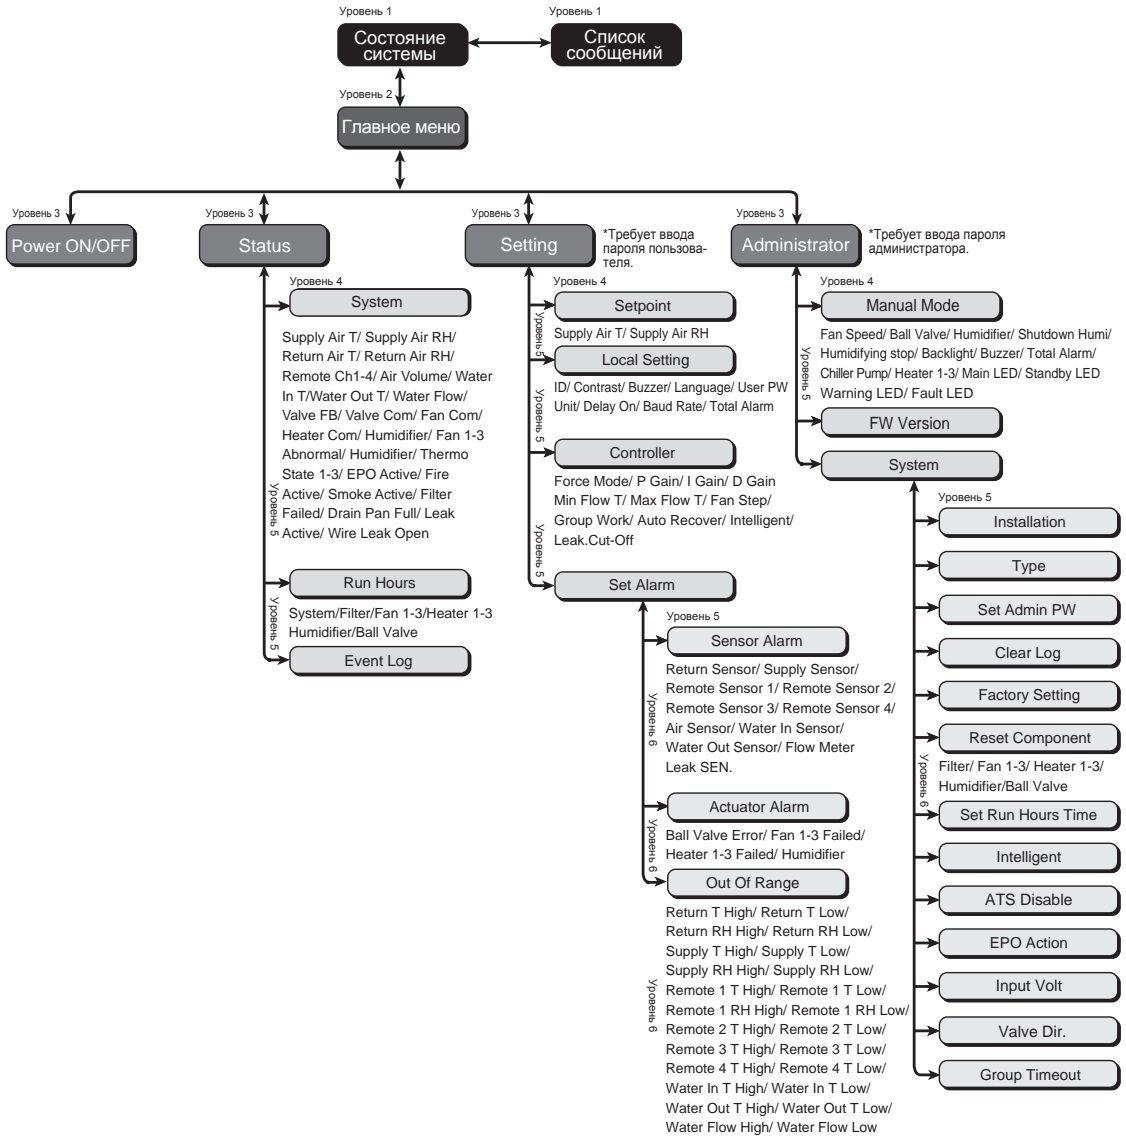 Уровень 1
Состояние
системы
Уровень 1
Список
сообщений
Уровень 2
Главное меню
Уровень 3
Power ON/OFF
Уровень 3
Status
Уровень 3
Setting
*Требует ввода
пароля пользова-
теля.
Уровень 3
Administrator
*Требует ввода пароля
администратора.
Уровень 4
System
Supply Air T/ Supply Air RH/
Return Air T/ Return Air RH/
Remote Ch1-4/ Air Volume/ Water
In T/Water Out T/ Water Flow/
Valve FB/ Valve Com/ Fan Com/
Heater Com/ Humidifier/ Fan 1-3
Abnormal/ Humidifier/ Thermo
State 1-3/ EPO Active/ Fire
Active/ Smoke Active/ Filter
Failed/ Drain Pan Full/ Leak
Active/ Wire Leak Open
Уровень 5
Run Hours
System/Filter/Fan 1-3/Heater 1-3
Humidifier/Ball Valve
Уровень 5
Event Log
Уровень 4
Setpoint
Supply Air T/ Supply Air RH
Уровень 5
Local Setting
ID/ Contrast/ Buzzer/ Language/ User PW
Unit/ Delay On/ Baud Rate/ Total Alarm
Уровень 5
Controller
Force Mode/ P Gain/ I Gain/ D Gain
Min Flow T/ Max Flow T/ Fan Step/
Group Work/ Auto Recover/ Intelligent/
Leak.Cut-Off
Уровень 5
Set Alarm
Уровень 5
Sensor Alarm
Return Sensor/ Supply Sensor/
Remote Sensor 1/ Remote Sensor 2/
Remote Sensor 3/ Remote Sensor 4/
Air Sensor/ Water In Sensor/
Water Out Sensor/ Flow Meter
Leak SEN.
Уровень 6
Actuator Alarm
Ball Valve Error/ Fan 1-3 Failed/
Heater 1-3 Failed/ Humidifier
Уровень 6
Out Of Range
Return T High/ Return T Low/
Return RH High/ Return RH Low/
Supply T High/ Supply T Low/
Supply RH High/ Supply RH Low/
Remote 1 T High/ Remote 1 T Low/
Remote 1 RH High/ Remote 1 RH Low/
Remote 2 T High/ Remote 2 T Low/
Remote 3 T High/ Remote 3 T Low/
Remote 4 T High/ Remote 4 T Low/
Water In T High/ Water In T Low/
Water Out T High/ Water Out T Low/
Water Flow High/ Water Flow Low
Уровень 6
Уровень 4
Manual Mode
Fan Speed/ Ball Valve/ Humidifier/ Shutdown Humi/
Humidifying stop/ Backlight/ Buzzer/ Total Alarm/
Chiller Pump/ Heater 1-3/ Main LED/ Standby LED
Warning LED/ Fault LED
Уровень 5
FW Version
System
Уровень 5
Installation
Type
Set Admin PW
Clear Log
Factory Setting
Reset Component
Filter/ Fan 1-3/ Heater 1-3/
Humidifier/Ball Valve
Уровень 6
Set Run Hours Time
Intelligent
ATS Disable
EPO Action
Input Volt
Valve Dir.
Group Timeout